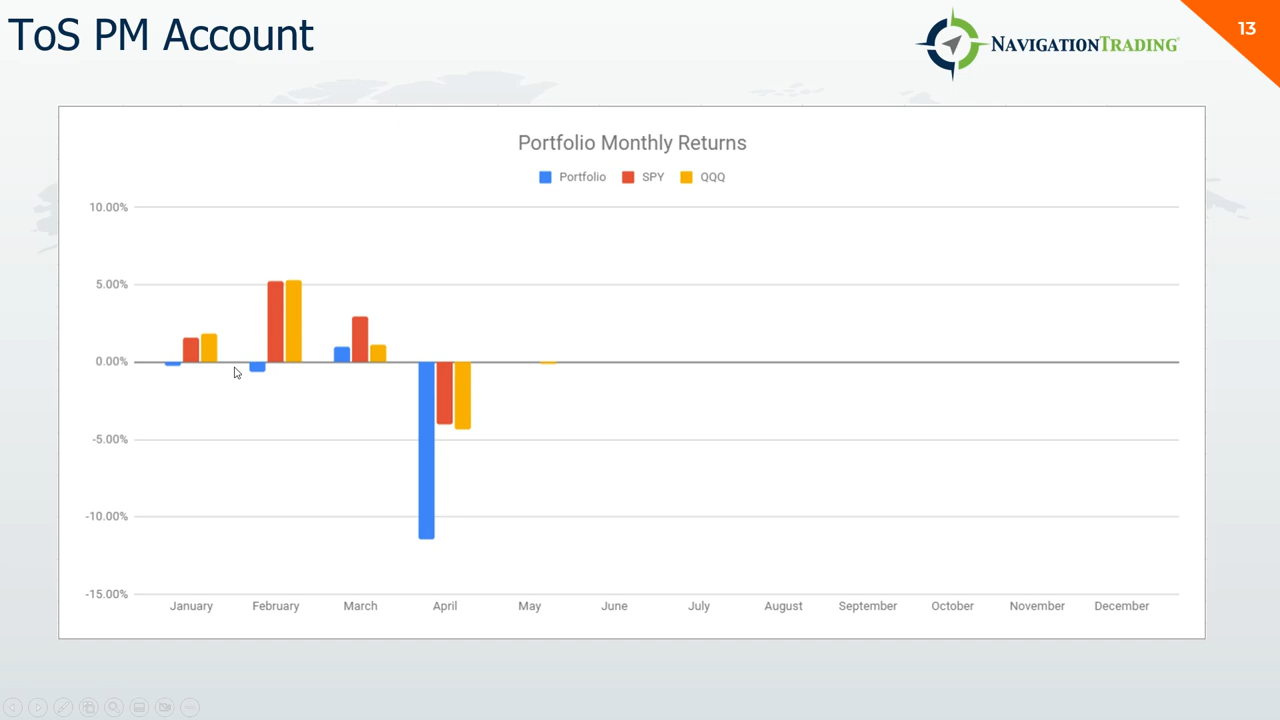 ToS PM Account
NAVIGATIONTRADING®
13
Portfolio Monthly Returns
Portfolio SPY QQQ
10.00%
5.00%
0.00%
-5.00%
-10.00%
-15.00%
January February March April May June July August September October November December